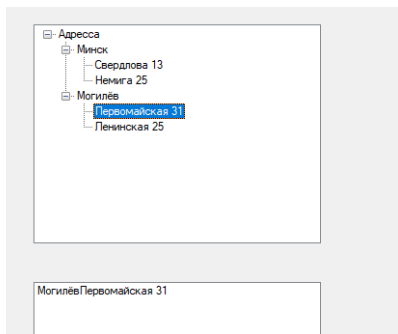 Адресса
Минск
Свердлова 13
Немига 25
Могилёв
Первомайская 31
Ленинская 25
МогилёвПервомайская 31